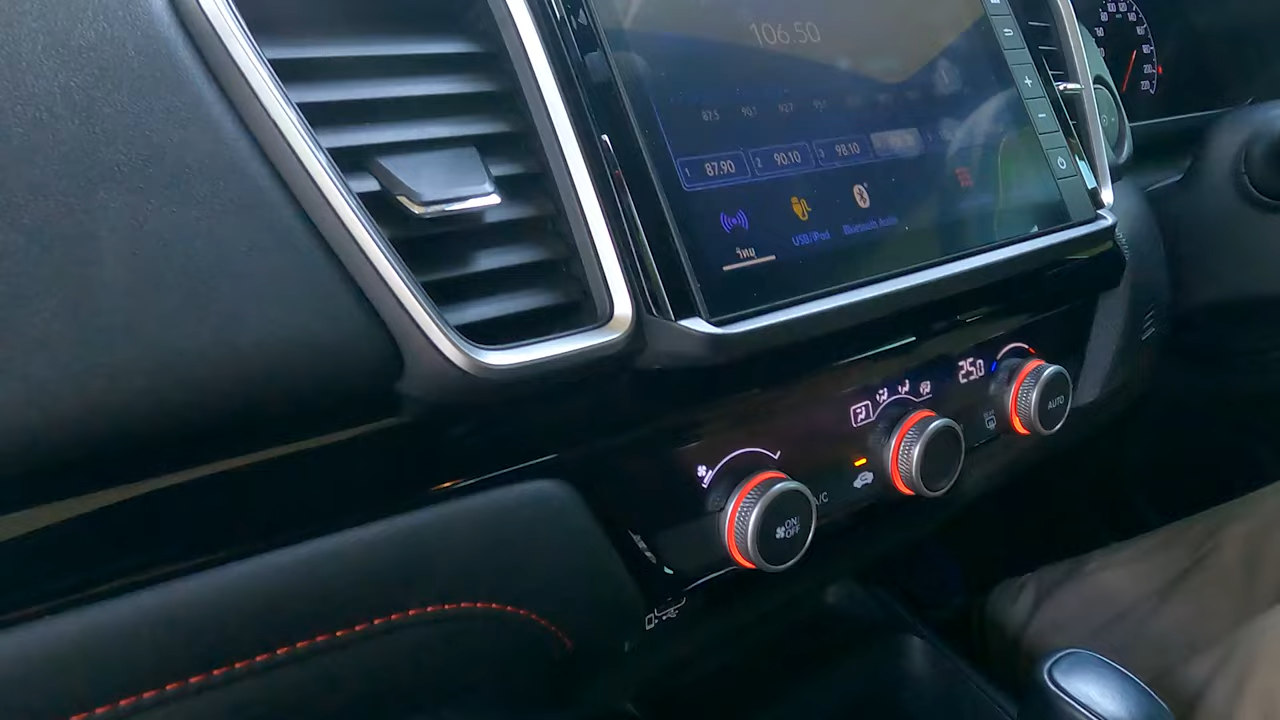 106.50
87.5 90.1 92.7 95.1
1 87.90 2 90.10 3 98.10
วิทยุ USB/iPod Bluetooth Audio
25.0
AUTO
A/C
ON/
OFF